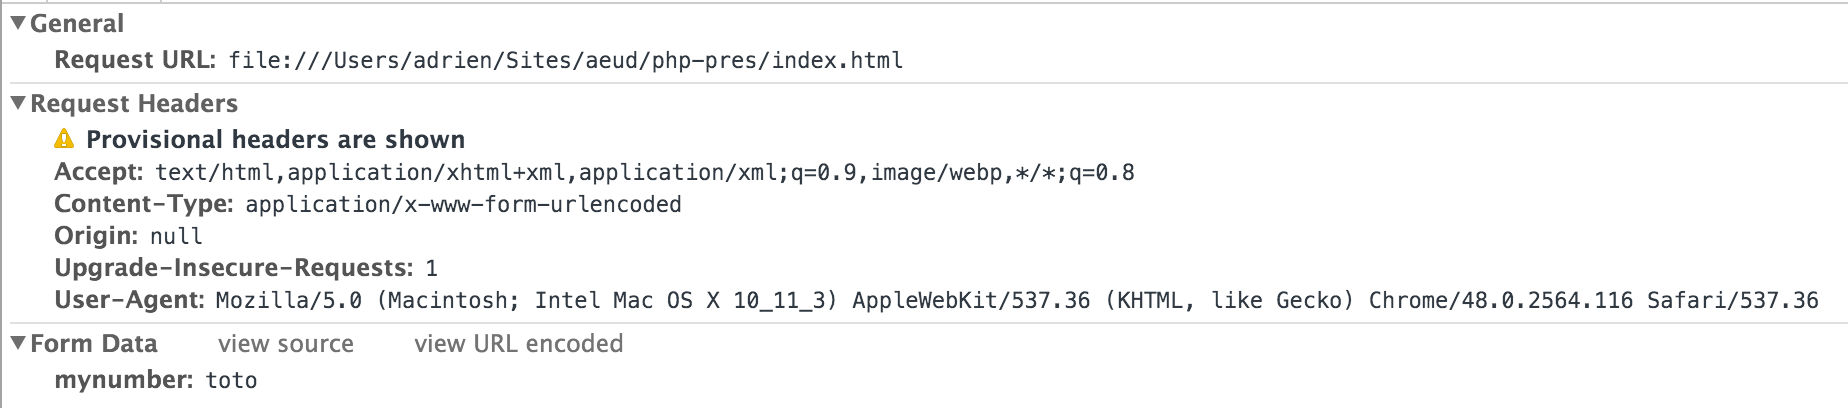 General
Request URL: file:///Users/adrien/Sites/aeud/php-pres/index.html
Request Headers
Provisional headers are shown
Accept: text/html,application/xhtml+xml,application/xml;q=0.9,image/webp,*/*;q=0.8
Content-Type: application/x-www-form-urlencoded
Origin: null
Upgrade-Insecure-Requests: 1
User-Agent: Mozilla/5.0 (Macintosh; Intel Mac OS X 10_11_3) AppleWebKit/537.36 (KHTML, like Gecko) Chrome/48.0.2564.116 Safari/537.36
Form Data view source view URL encoded
mynumber: toto